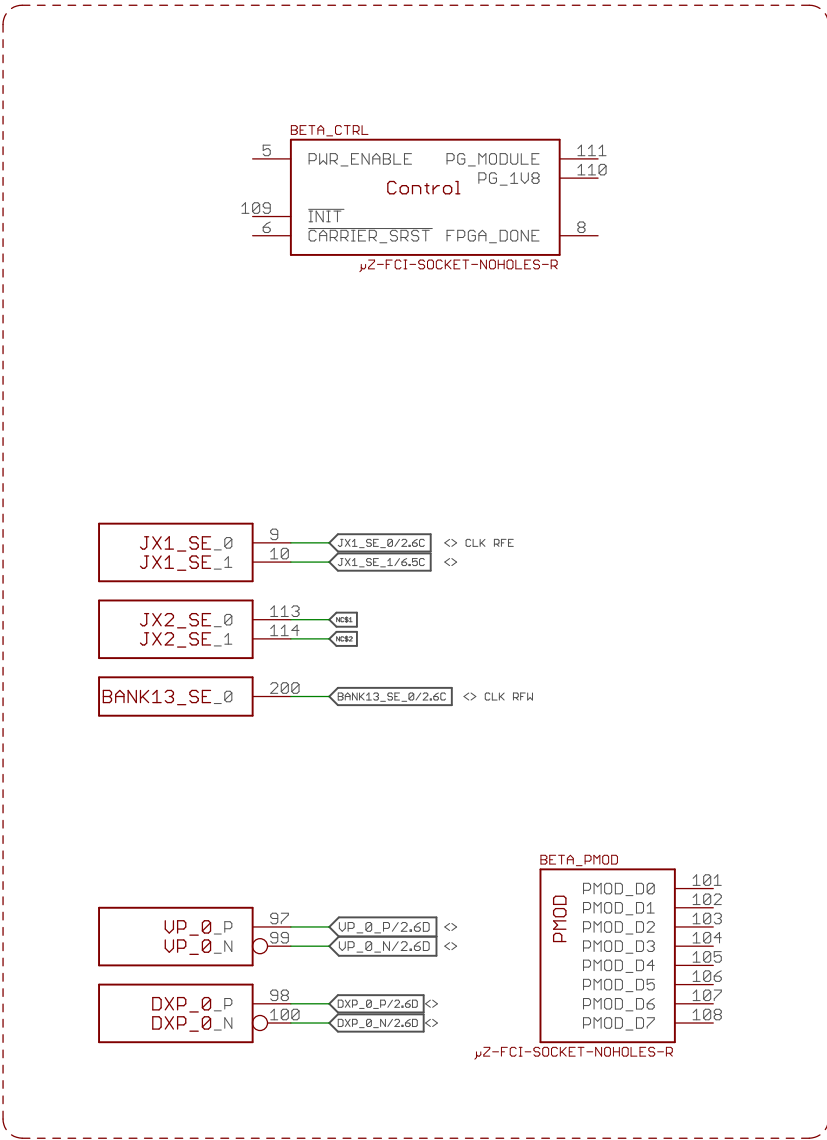 BETA_CTRL
5 PWR_ENABLE PG_MODULE 111
PG_1V8 110
Control
109 INIT
6 CARRIER_SRST FPGA_DONE 8
µZ-FCI-SOCKET-NOHOLES-R
JX1_SE_0 9 JX1_SE_0/2.6C <> CLK RFE
JX1_SE_1 10 JX1_SE_1/6.5C <>
JX2_SE_0 113 NC$1
JX2_SE_1 114 NC$2
BANK13_SE_0 200 BANK13_SE_0/2.6C <> CLK RFW
VP_0_P 97 VP_0_P/2.6D <>
VP_0_N 99 VP_0_N/2.6D <>
DXP_0_P 98 DXP_0_P/2.6D <>
DXP_0_N 100 DXP_0_N/2.6D <>
BETA_PMOD
PMOD
PMOD_D0 101
PMOD_D1 102
PMOD_D2 103
PMOD_D3 104
PMOD_D4 105
PMOD_D5 106
PMOD_D6 107
PMOD_D7 108
µZ-FCI-SOCKET-NOHOLES-R